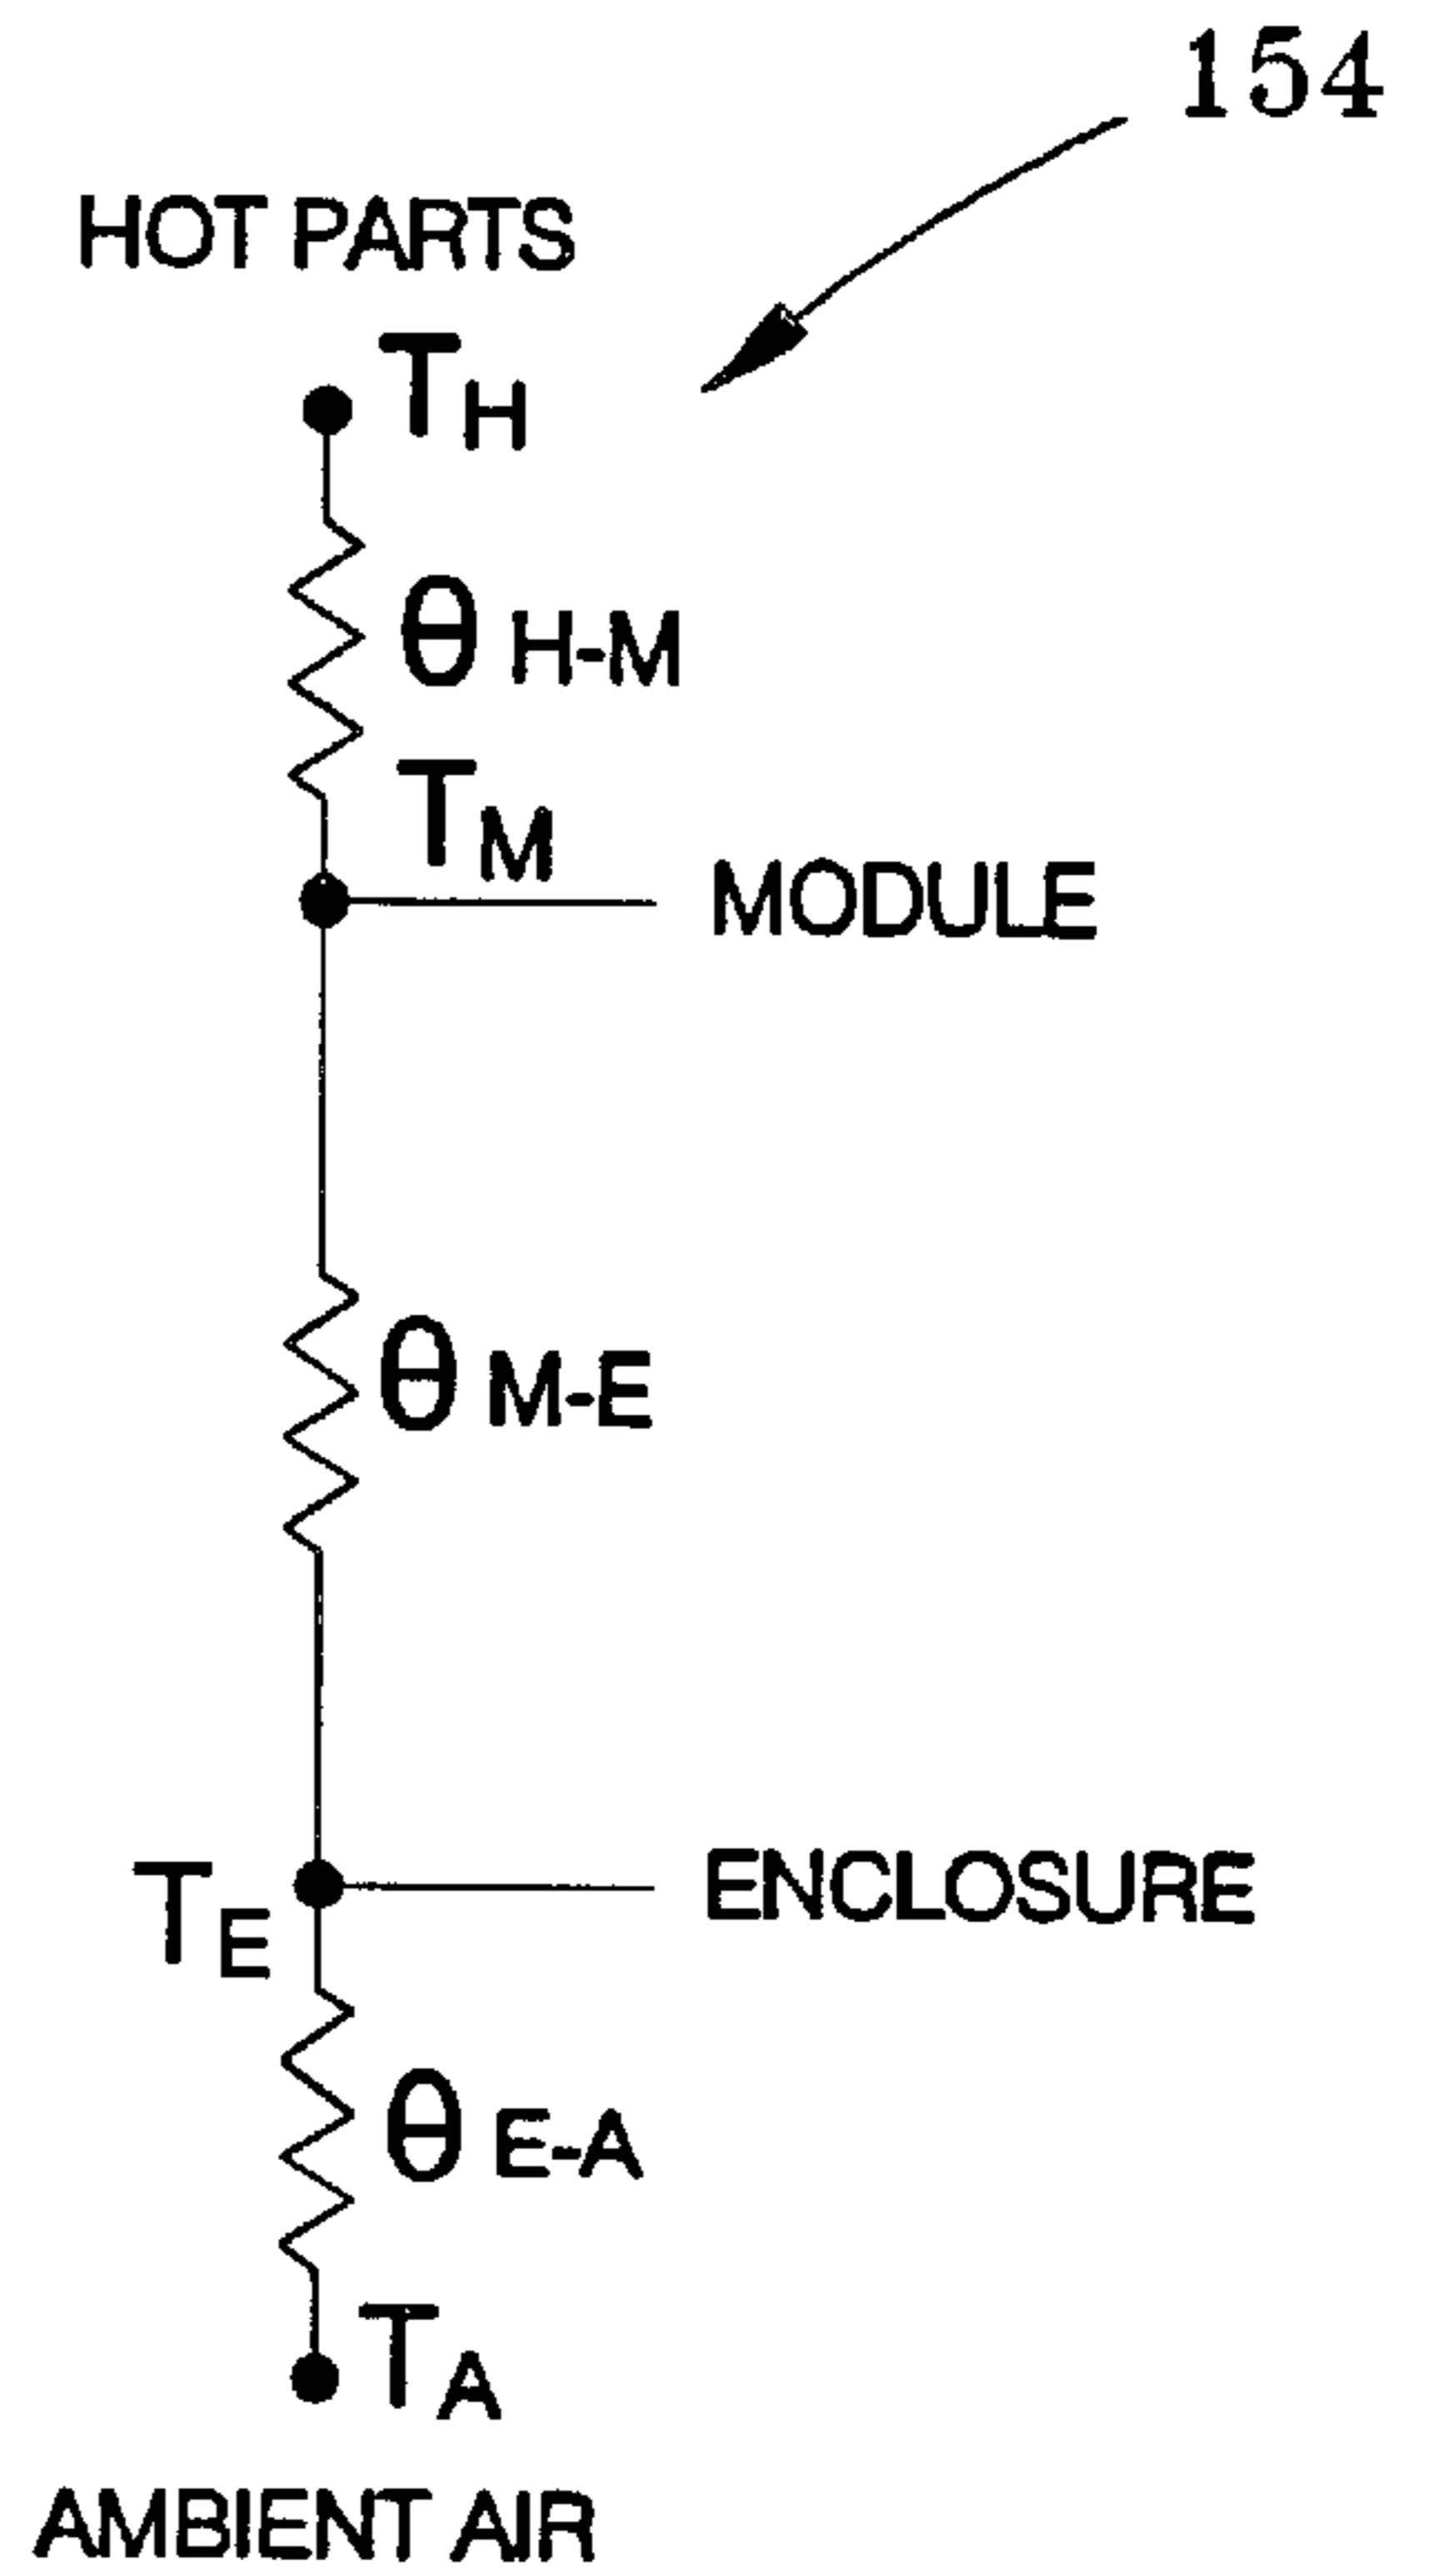 154
HOT PARTS
TH
θ H-M
TM
MODULE
θ M-E
TE
ENCLOSURE
θ E-A
TA
AMBIENT AIR